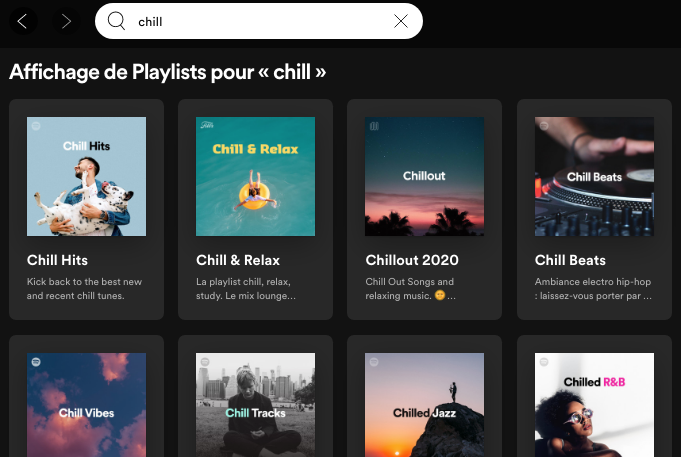 chill
Affichage de Playlists pour « chill »
Chill Hits
Chill & Relax
Chillout
Chill Beats
Chill Hits
Chill & Relax
Chillout 2020
Chill Beats
Kick back to the best new
and recent chill tunes.
La playlist chill, relax,
study. Le mix lounge...
Chill Out Songs and
relaxing music. 🌝 ...
Ambiance electro hip-hop
: laissez-vous porter par ...
Chill Vibes
Chill Tracks
Chilled Jazz
Chilled R&B